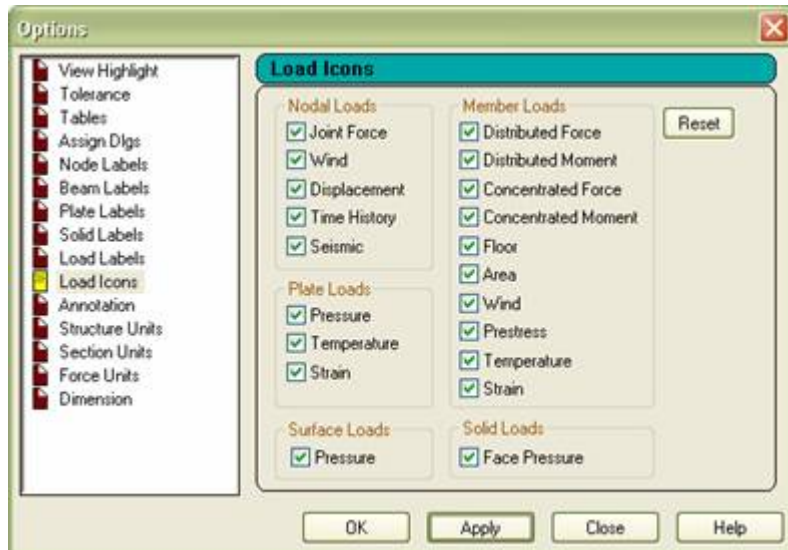 Options
View Highlight
Tolerance
Tables
Assign Dlgs
Node Labels
Beam Labels
Plate Labels
Solid Labels
Load Labels
Load Icons
Annotation
Structure Units
Section Units
Force Units
Dimension
Load Icons
Nodal Loads
Joint Force
Wind
Displacement
Time History
Seismic
Plate Loads
Pressure
Temperature
Strain
Surface Loads
Pressure
Member Loads
Distributed Force
Distributed Moment
Concentrated Force
Concentrated Moment
Floor
Area
Wind
Prestress
Temperature
Strain
Solid Loads
Face Pressure
Reset
OK
Apply
Close
Help